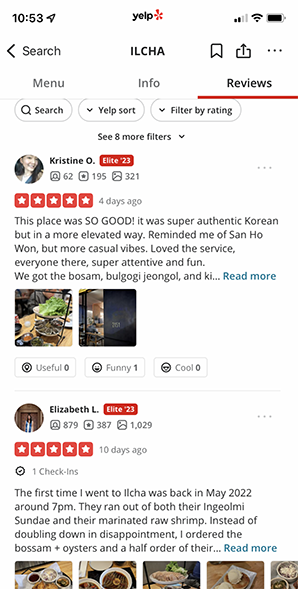 10:53
yelp
Search
ILCHA
Menu
Info
Reviews
Search
Yelp sort
Filter by rating
See 8 more filters
Kristine O. Elite '23
62 195 321
4 days ago
This place was SO GOOD! it was super authentic Korean
but in a more elevated way. Reminded me of San Ho
Won, but more casual vibes. Loved the service,
everyone there, super attentive and fun.
We got the bosam, bulgogi jeongol, and ki... Read more
Useful 0
Funny 1
Cool 0
Elizabeth L. Elite '23
879 387 1,029
10 days ago
1 Check-Ins
The first time I went to Ilcha was back in May 2022
around 7pm. They ran out of both their Ingeolmi
Sundae and their marinated raw shrimp. Instead of
doubling down in disappointment, I ordered the
bossam + oysters and a half order of their... Read more